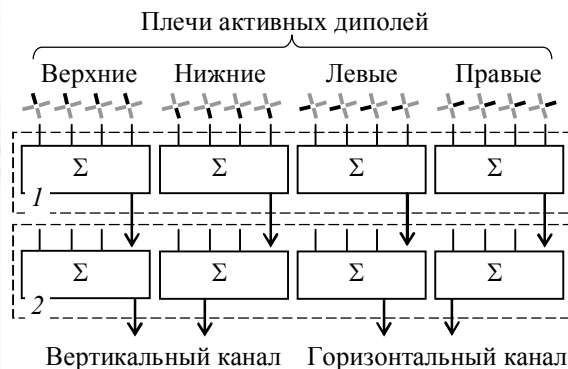 Плечи активных диполей
Верхние Нижние Левые Правые
Σ Σ Σ Σ
1
Σ Σ Σ Σ
2
Вертикальный канал Горизонтальный канал